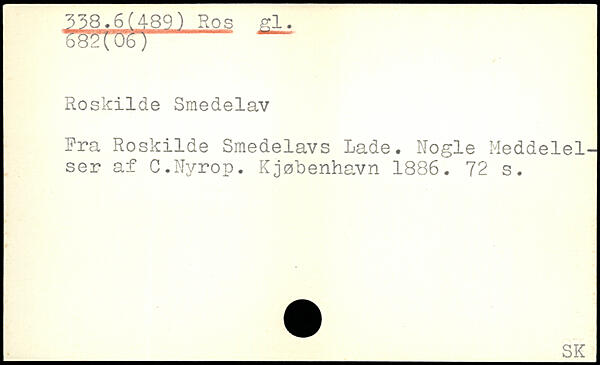 338.6(489) Ros gl.
682(06)
Roskilde Smedelav
Fra Roskilde Smedelavs Lade. Nogle Meddelel-
ser af C.Nyrop. Kjøbenhavn 1886. 72 s.
SK